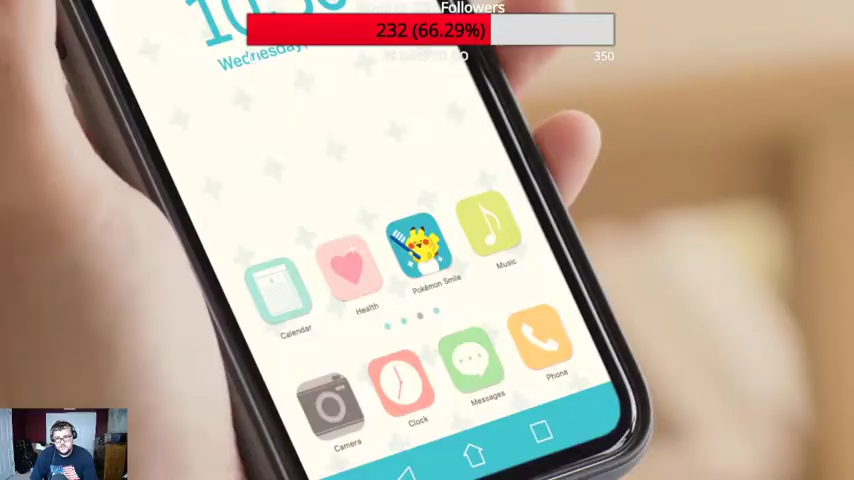 Followers
232 (66.29%)
350
Wednesday,
Calendar
Health
Pokémon Smile
Music
Camera
Clock
Messages
Phone